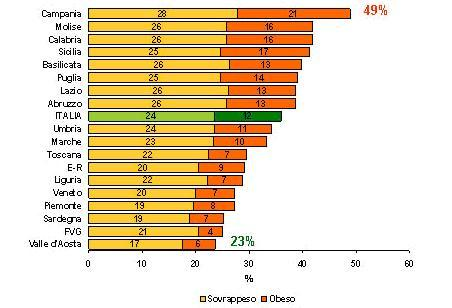 Campania 28 21 49%
Molise 26 16
Calabria 26 16
Sicilia 25 17
Basilicata 26 13
Puglia 25 14
Lazio 26 13
Abruzzo 26 13
ITALIA 24 12
Umbria 24 11
Marche 23 10
Toscana 22 7
E-R 20 9
Liguria 22 7
Veneto 20 7
Piemonte 19 8
Sardegna 19 7
FVG 21 4
Valle d'Aosta 17 6 23%
0 10 20 30 40 50 60
%
Sovrappeso Obeso